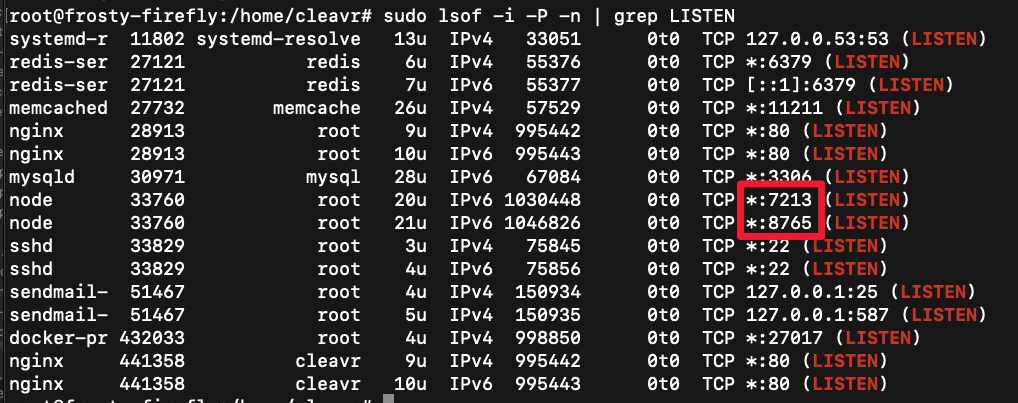 [root@frosty-firefly:/home/cleavr# sudo lsof -i -P -n | grep LISTEN
systemd-r 11802 systemd-resolve 13u IPv4 33051 0t0 TCP 127.0.0.53:53 (LISTEN)
redis-ser 27121 redis 6u IPv4 55376 0t0 TCP *:6379 (LISTEN)
redis-ser 27121 redis 7u IPv6 55377 0t0 TCP [::1]:6379 (LISTEN)
memcached 27732 memcache 26u IPv4 57529 0t0 TCP *:11211 (LISTEN)
nginx 28913 root 9u IPv4 995442 0t0 TCP *:80 (LISTEN)
nginx 28913 root 10u IPv6 995443 0t0 TCP *:80 (LISTEN)
mysqld 30971 mysql 28u IPv6 67084 0t0 TCP *:3306 (LISTEN)
node 33760 root 20u IPv6 1030448 0t0 TCP *:7213 (LISTEN)
node 33760 root 21u IPv6 1046826 0t0 TCP *:8765 (LISTEN)
sshd 33829 root 3u IPv4 75845 0t0 TCP *:22 (LISTEN)
sshd 33829 root 4u IPv6 75856 0t0 TCP *:22 (LISTEN)
sendmail- 51467 root 4u IPv4 150934 0t0 TCP 127.0.0.1:25 (LISTEN)
sendmail- 51467 root 5u IPv4 150935 0t0 TCP 127.0.0.1:587 (LISTEN)
docker-pr 432033 root 4u IPv4 998850 0t0 TCP *:27017 (LISTEN)
nginx 441358 cleavr 9u IPv4 995442 0t0 TCP *:80 (LISTEN)
nginx 441358 cleavr 10u IPv6 995443 0t0 TCP *:80 (LISTEN)
root@frosty-firefly:/home/cleavr#